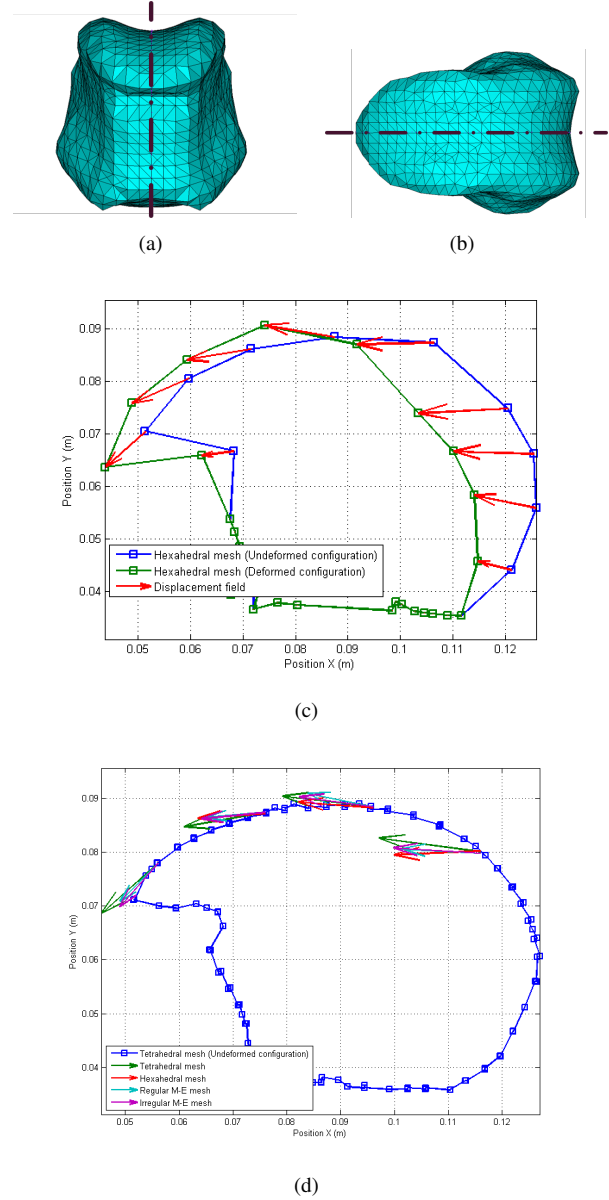 (a)
(b)
0.09
0.08
0.07
0.06
0.05
0.04
Position Y (m)
Hexahedral mesh (Undeformed configuration)
Hexahedral mesh (Deformed configuration)
Displacement field
0.05 0.06 0.07 0.08 0.09 0.1 0.11 0.12
Position X (m)
(c)
0.09
0.08
0.07
0.06
0.05
0.04
Position Y (m)
Tetrahedral mesh (Undeformed configuration)
Tetrahedral mesh
Hexahedral mesh
Regular M-E mesh
Irregular M-E mesh
0.05 0.06 0.07 0.08 0.09 0.1 0.11 0.12
Position X (m)
(d)